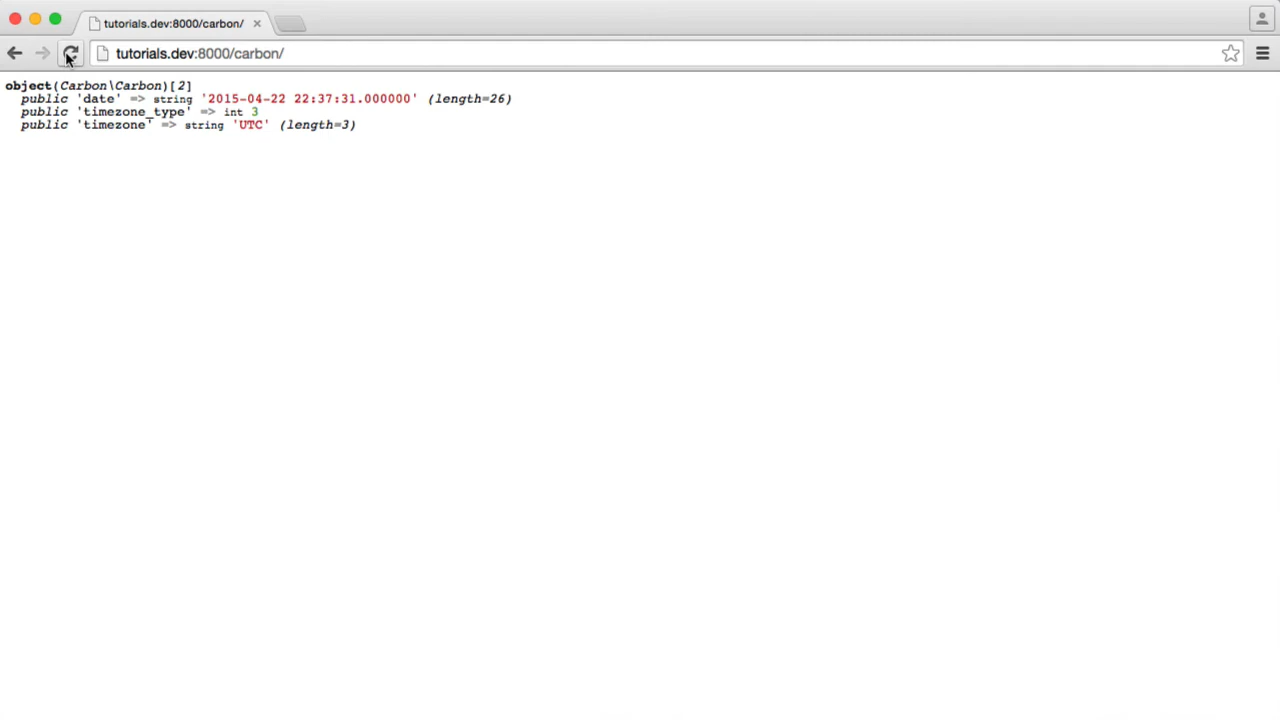 tutorials.dev:8000/carbon/
tutorials.dev:8000/carbon/
object(Carbon\Carbon)[2]
public 'date' => string '2015-04-22 22:37:31.000000' (length=26)
public 'timezone_type' => int 3
public 'timezone' => string 'UTC' (length=3)